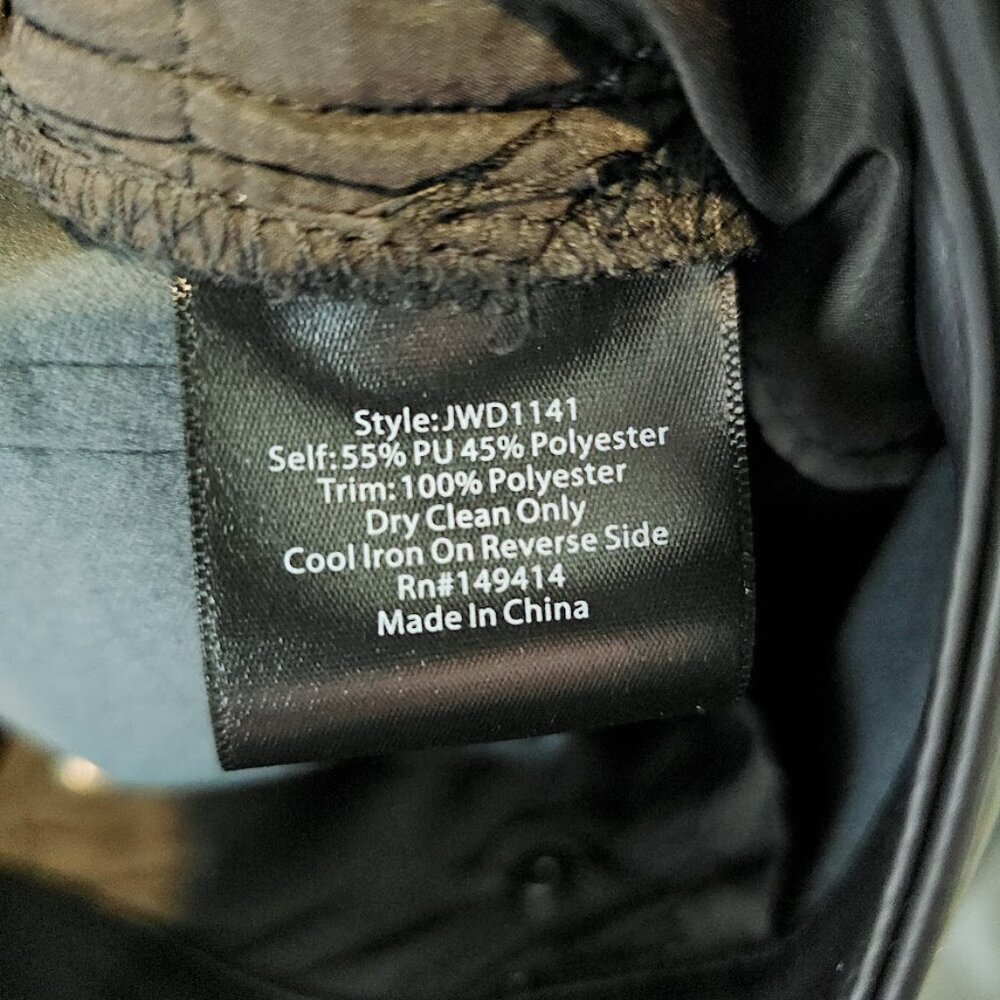 Style:JWD1141
Self:55% PU 45% Polyester
Trim:100% Polyester
Dry Clean Only
Cool Iron On Reverse Side
Rn#149414
Made In China